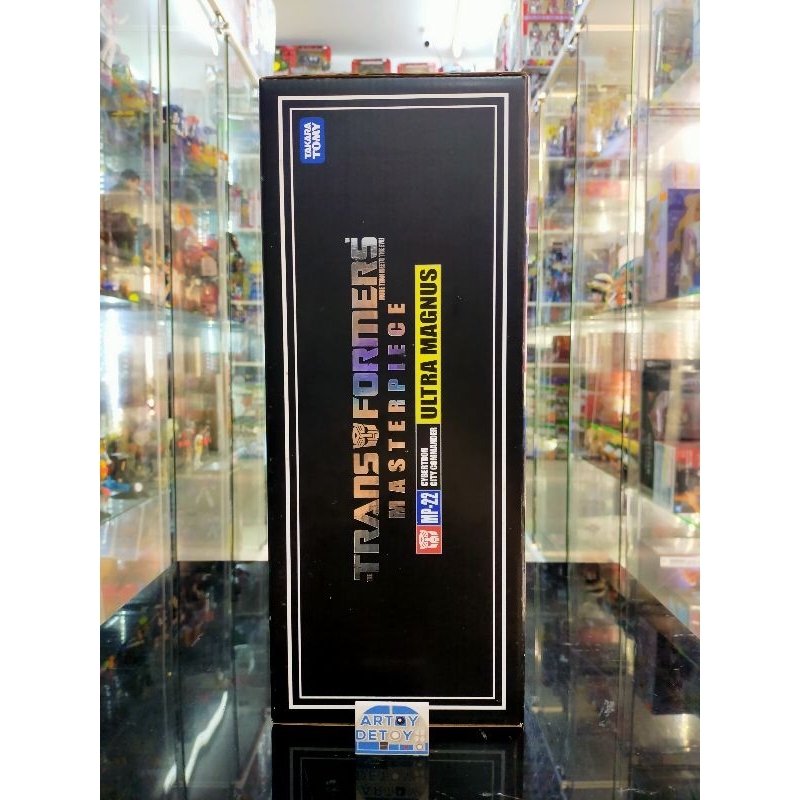 TAKARA
TOMY
TRANSFORMERS
MORE THAN MEETS THE EYE!
MASTERPIECE
MP-22
CYBERTRON
CITY COMMANDER
ULTRA MAGNUS
ARTOY
DETOY